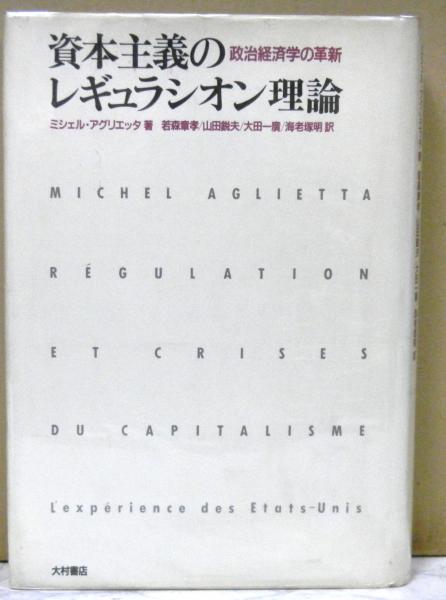 資本主義の 政治経済学の革新
レギュラシオン理論
ミシェル・アグリエッタ 著 若森章孝/山田鋭夫/大田一廣/海老塚明 訳
MICHEL AGLIETTA
RÉGULATION
ET CRISES
DU CAPITALISME
L'expérience des Etats-Unis
大村書店